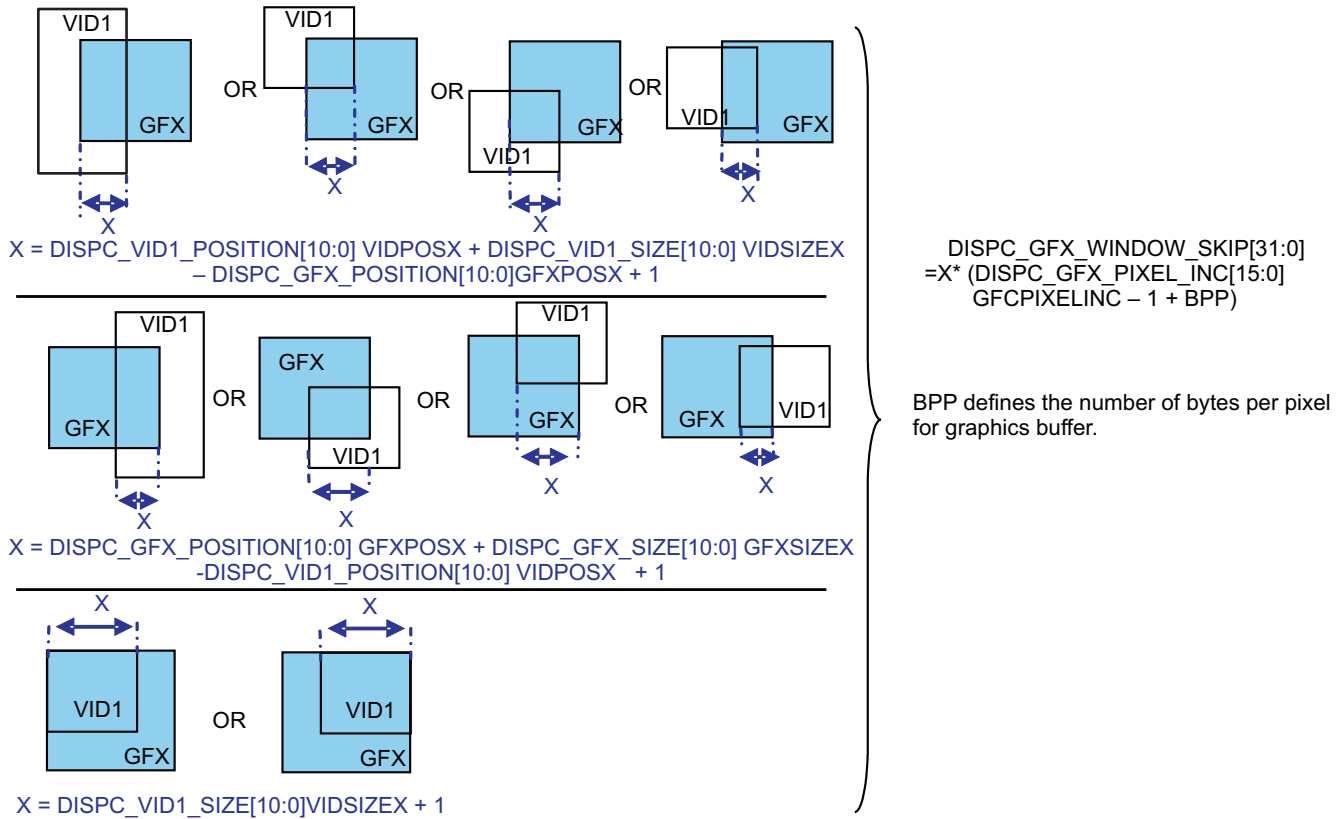 VID1
GFX
X
OR
VID1
GFX
X
OR
GFX
VID1
X
OR
VID1
GFX
X
X = DISPC_VID1_POSITION[10:0] VIDPOSX + DISPC_VID1_SIZE[10:0] VIDSIZEX
– DISPC_GFX_POSITION[10:0]GFXPOSX + 1
VID1
GFX
X
OR
GFX
VID1
X
OR
VID1
GFX
X
OR
GFX
VID1
X
X = DISPC_GFX_POSITION[10:0] GFXPOSX + DISPC_GFX_SIZE[10:0] GFXSIZEX
-DISPC_VID1_POSITION[10:0] VIDPOSX + 1
X
VID1
GFX
OR
X
VID1
GFX
X = DISPC_VID1_SIZE[10:0]VIDSIZEX + 1
DISPC_GFX_WINDOW_SKIP[31:0]
=X* (DISPC_GFX_PIXEL_INC[15:0]
GFCPIXELINC – 1 + BPP)
BPP defines the number of bytes per pixel
for graphics buffer.